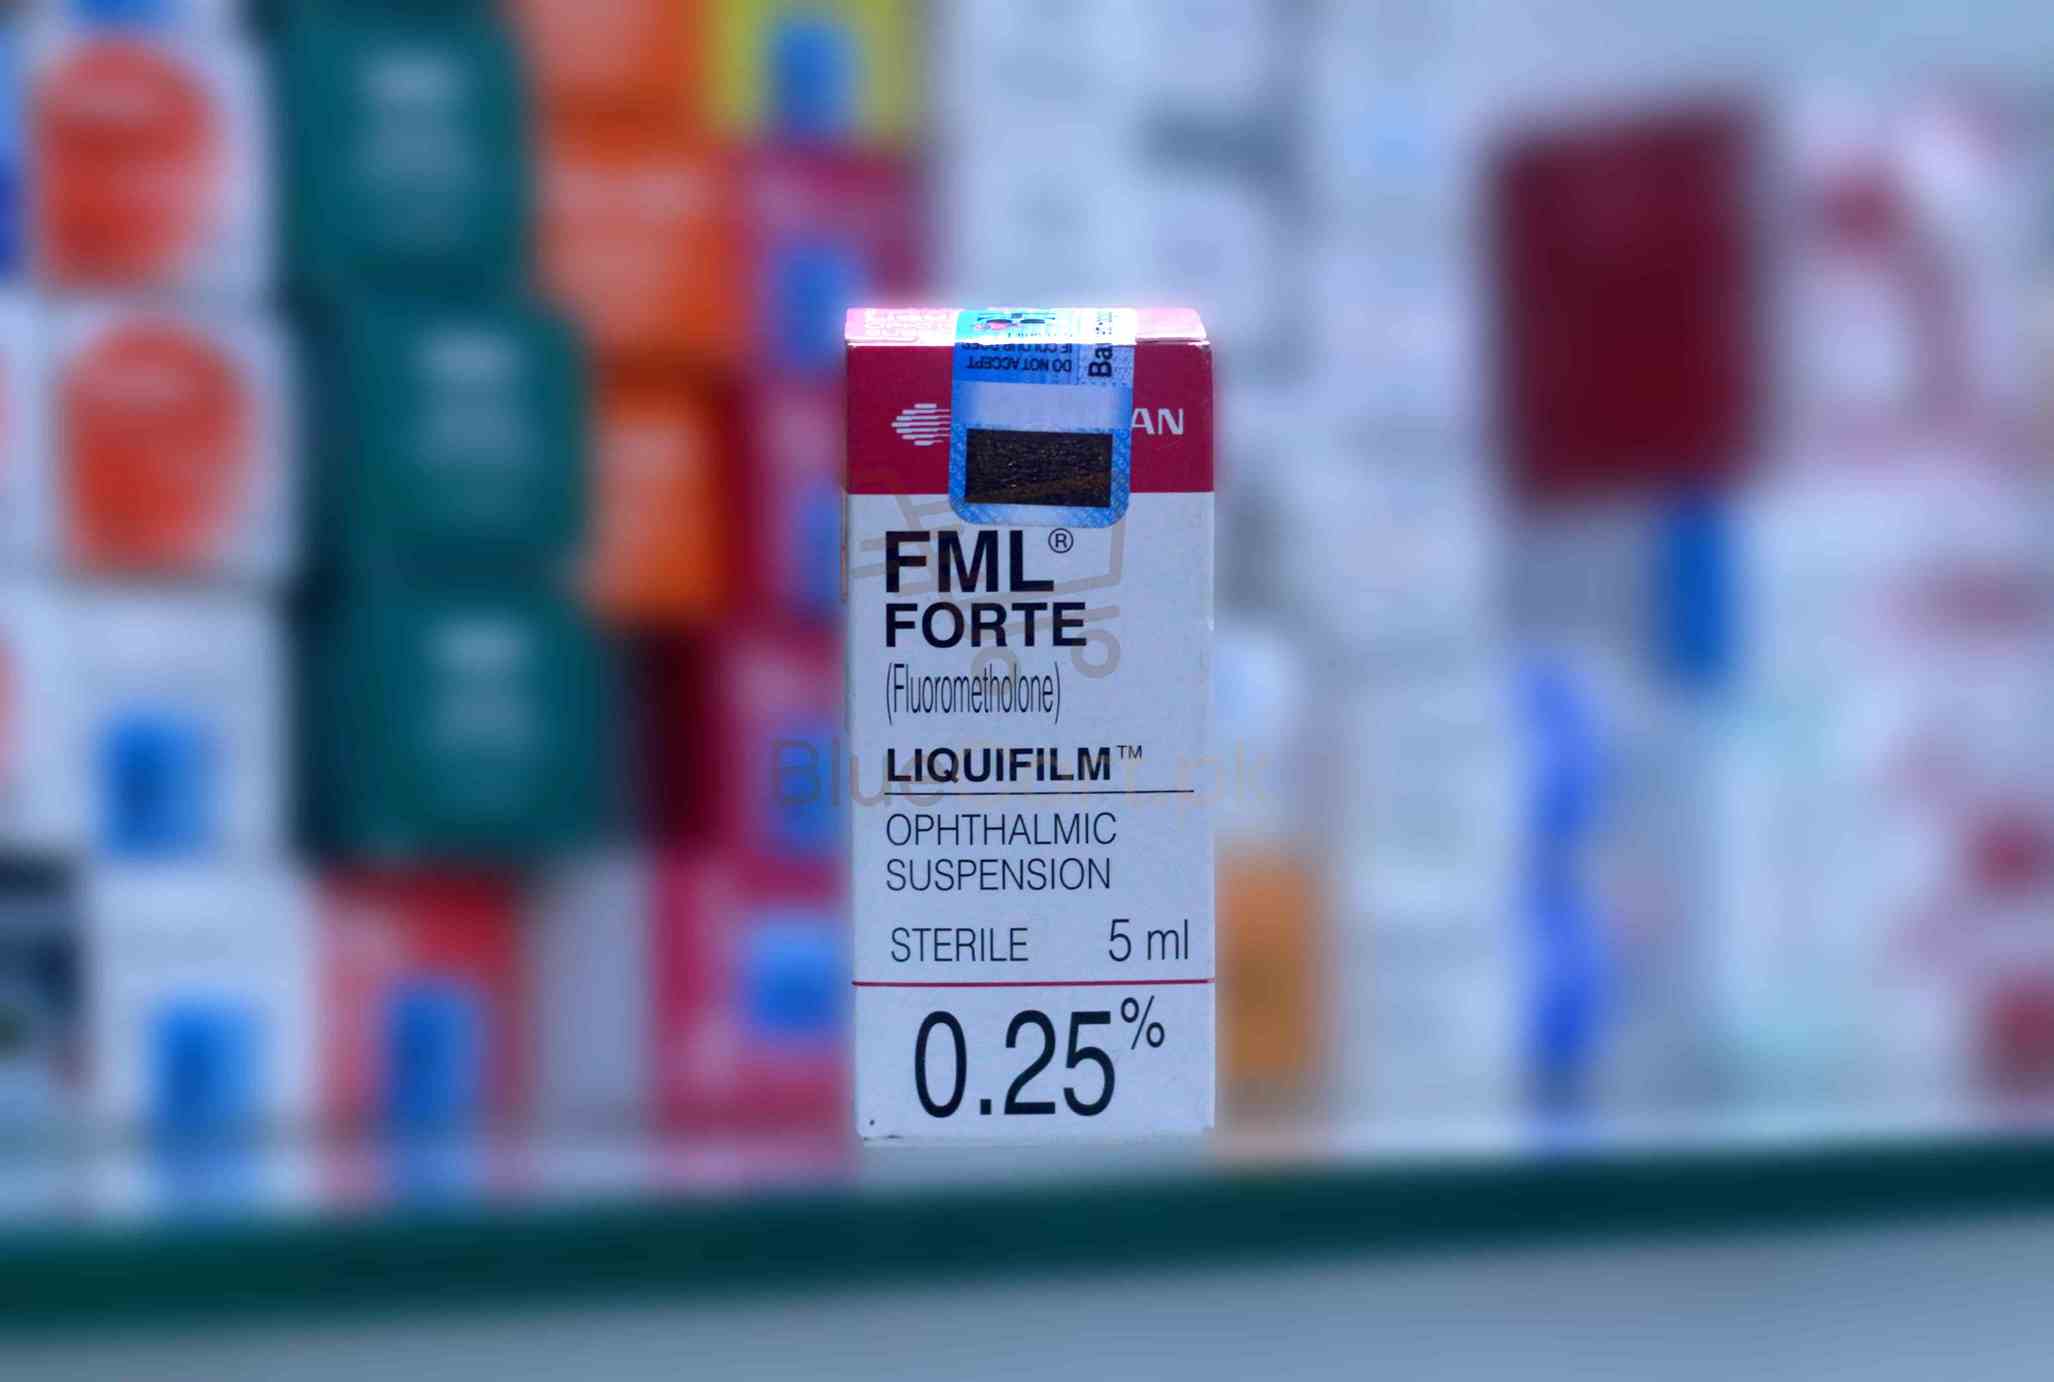 DO NOT ACCEPT
AN
FML®
FORTE
(Fluorometholone)
LIQUIFILM™
OPHTHALMIC
SUSPENSION
STERILE 5 ml
0.25%